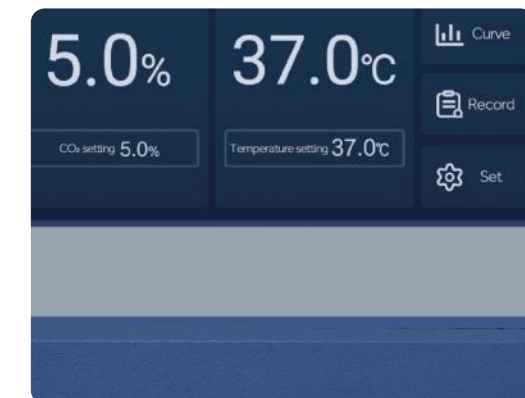 5.0%
37.0℃
CO₂ setting 5.0%
Temperature setting 37.0℃
Curve
Record
Set